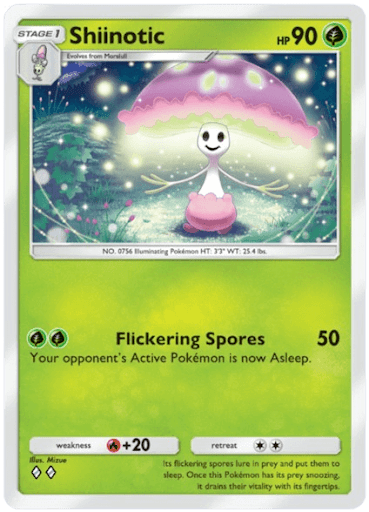 STAGE 1
Shiinotic
HP 90
Evolves from Morelull
NO. 0756 Illuminating Pokémon HT: 3'3" WT: 25.4 lbs.
Flickering Spores 50
Your opponent's Active Pokémon is now Asleep.
weakness +20 retreat
Illus. Mizue
Its flickering spores lure in prey and put them to
sleep. Once this Pokémon has its prey snoozing,
it drains their vitality with its fingertips.